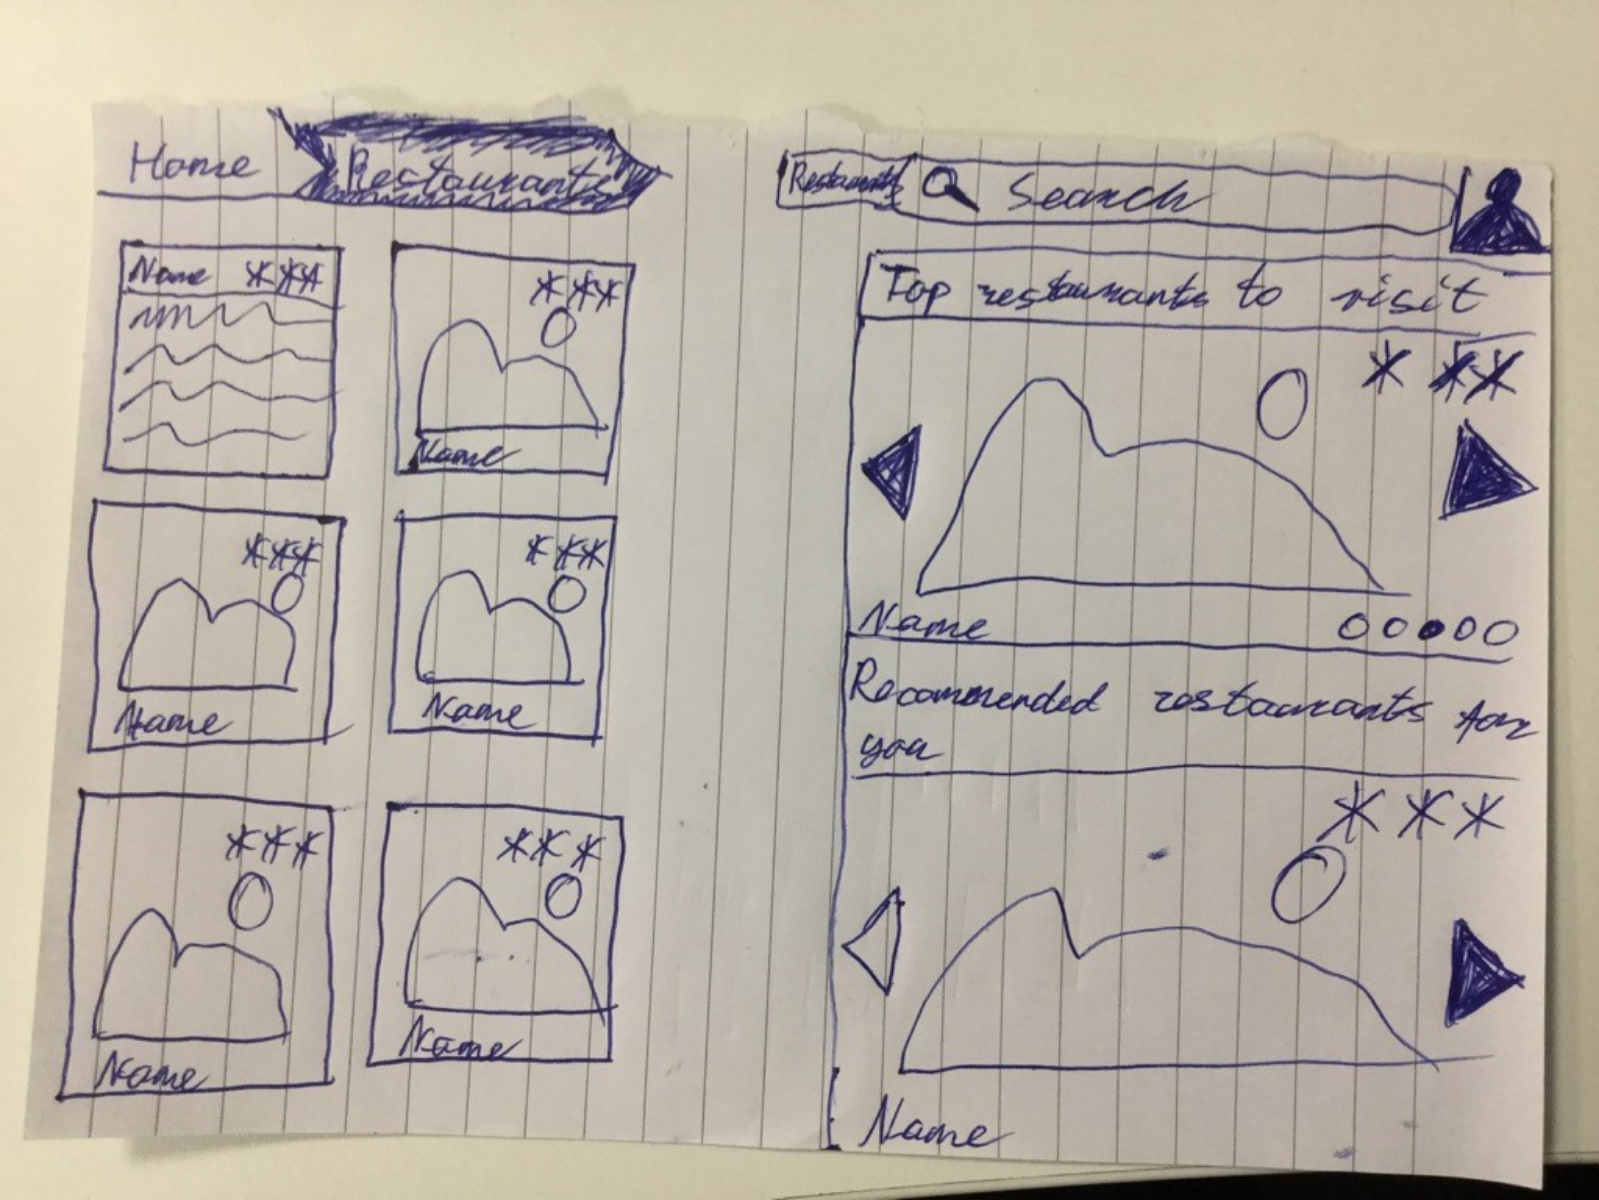 Home Restaurants
Name ***
***
Name
***
Name
***
Name
***
Name
***
Name
Restaurants Search
Top restaurants to visit
* **
Name
Recommended restaurants for
you
***
Name